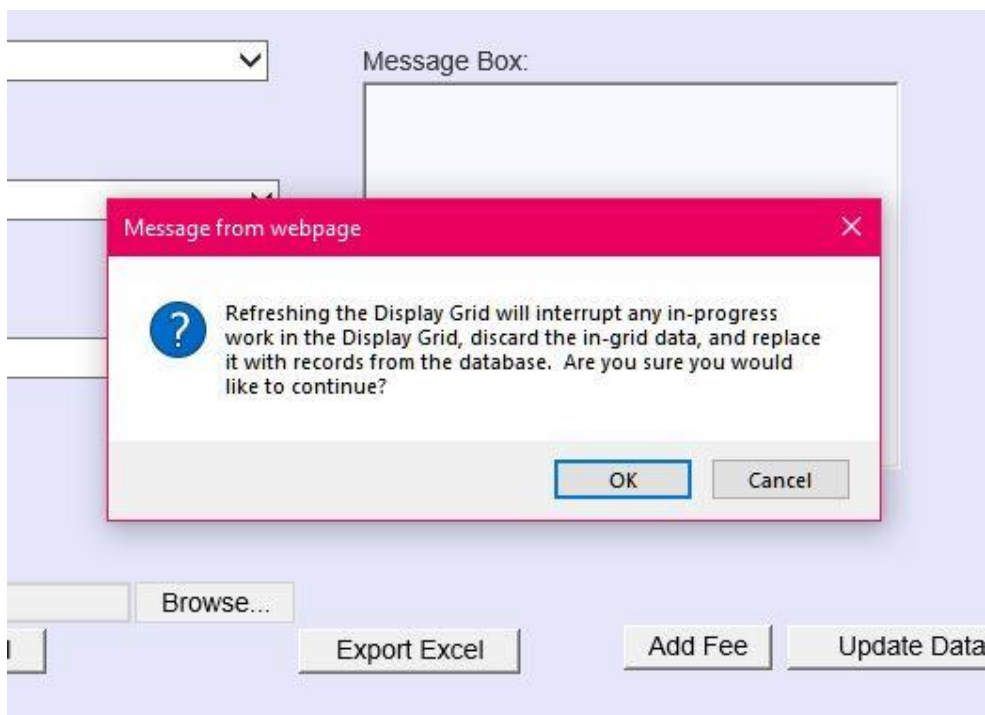 Message Box:
Message from webpage
Refreshing the Display Grid will interrupt any in-progress
work in the Display Grid, discard the in-grid data, and replace
it with records from the database.  Are you sure you would
like to continue?
OK
Cancel
Browse...
Export Excel
Add Fee
Update Data